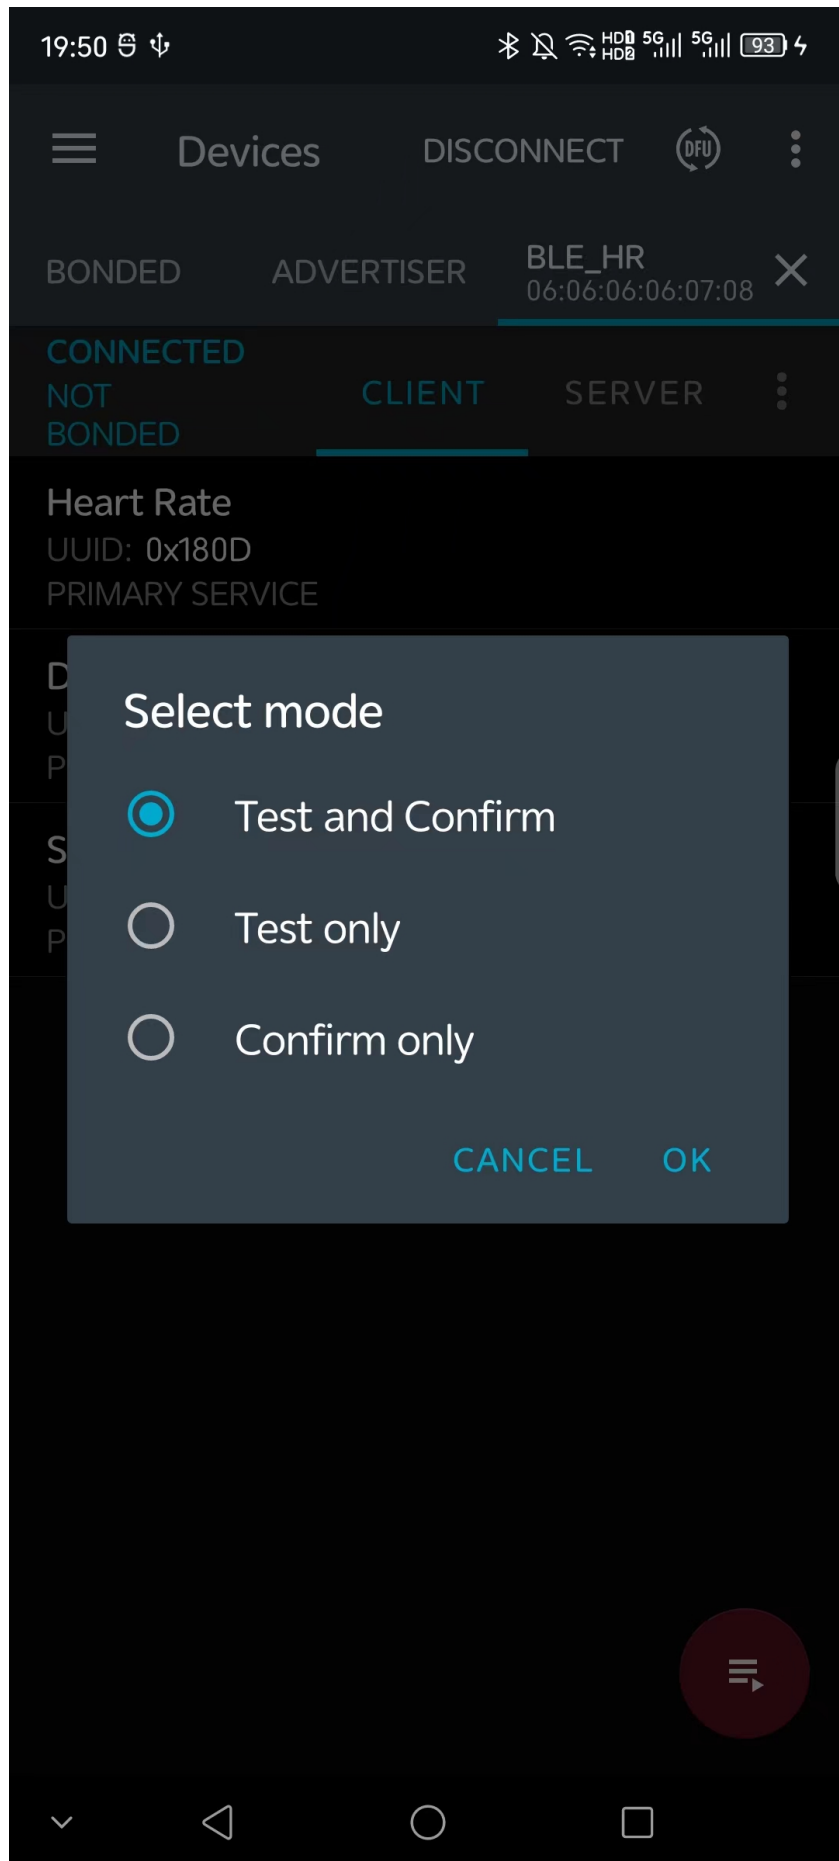 19:50
HD1 HD2 5G 5G 93
Devices DISCONNECT DFU
BONDED ADVERTISER BLE_HR
06:06:06:06:07:08
CONNECTED
NOT
BONDED
CLIENT SERVER
Heart Rate
UUID: 0x180D
PRIMARY SERVICE
D
U
P
S
U
P
Select mode
Test and Confirm
Test only
Confirm only
CANCEL OK